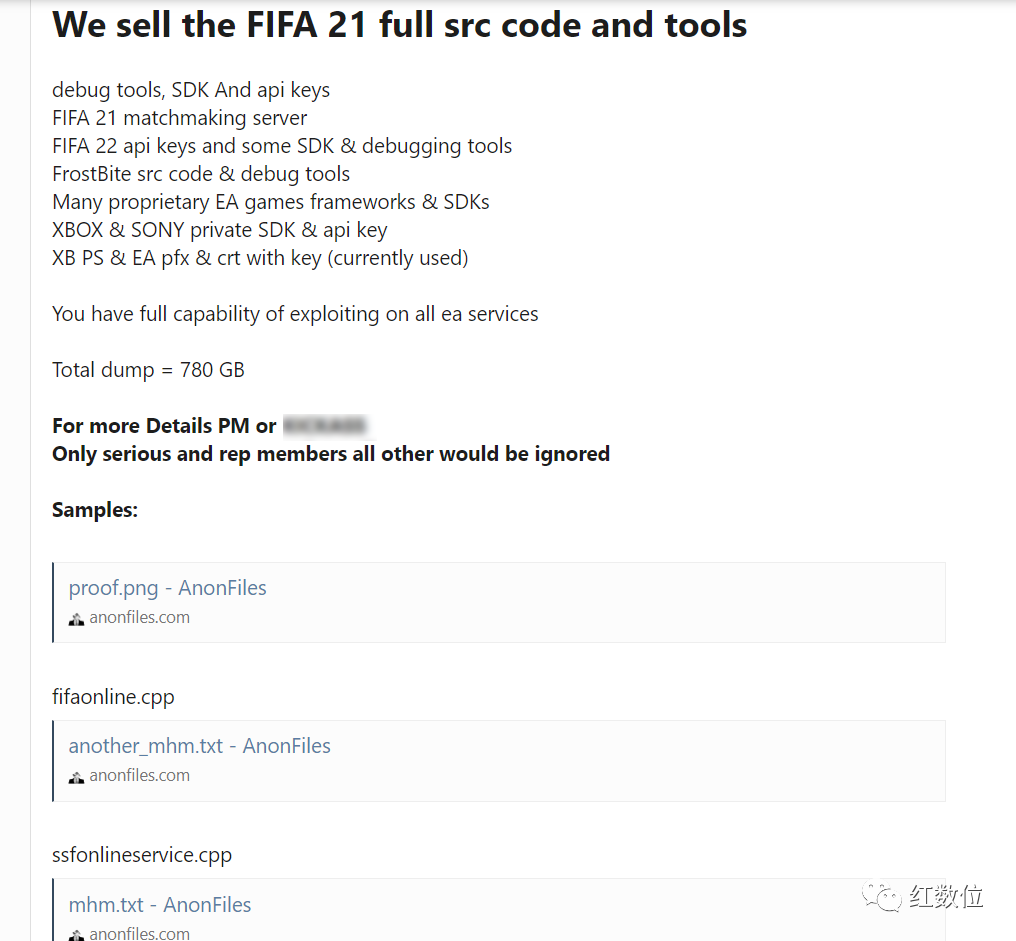 We sell the FIFA 21 full src code and tools
debug tools, SDK And api keys
FIFA 21 matchmaking server
FIFA 22 api keys and some SDK & debugging tools
FrostBite src code & debug tools
Many proprietary EA games frameworks & SDKs
XBOX & SONY private SDK & api key
XB PS & EA pfx & crt with key (currently used)
You have full capability of exploiting on all ea services
Total dump = 780 GB
For more Details PM or
Only serious and rep members all other would be ignored
Samples:
proof.png - AnonFiles
anonfiles.com
fifaonline.cpp
another_mhm.txt - AnonFiles
anonfiles.com
ssfonlineservice.cpp
mhm.txt - AnonFiles
anonfiles.com
红数位